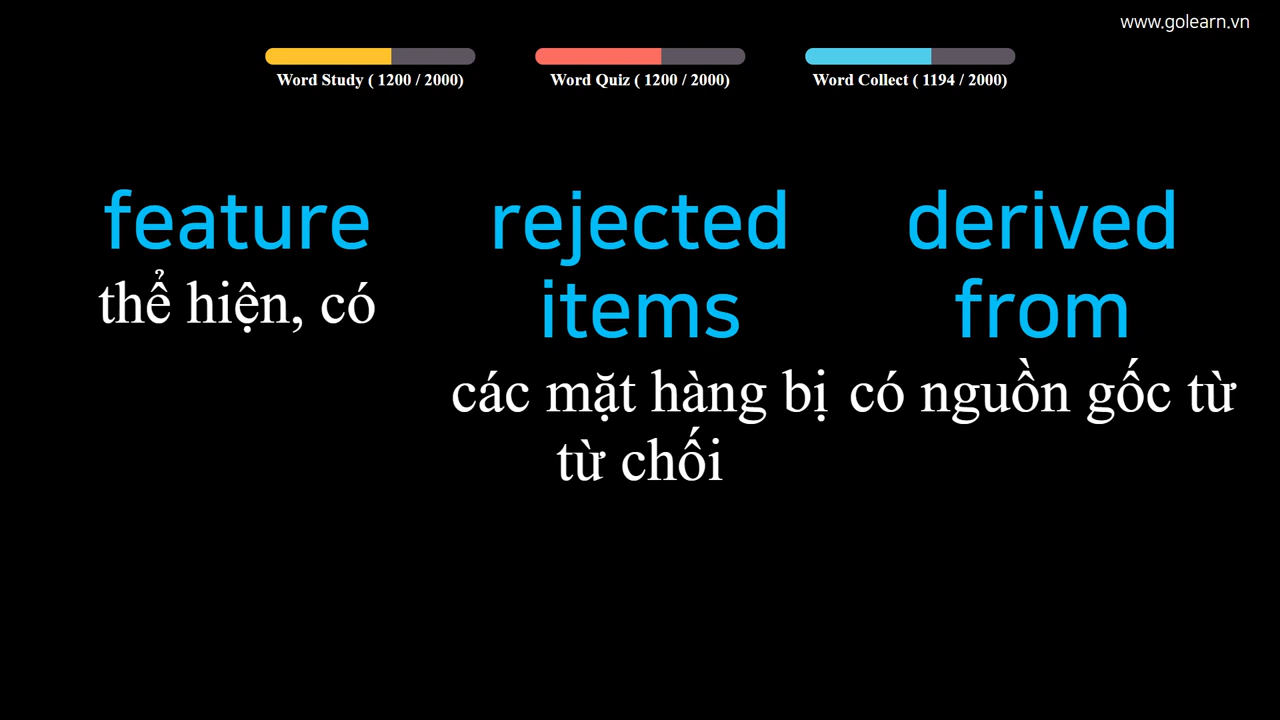 www.golearn.vn
Word Study ( 1200 / 2000)
Word Quiz ( 1200 / 2000)
Word Collect ( 1194 / 2000)
feature
thể hiện, có
rejected
items
các mặt hàng bị
từ chối
derived
from
có nguồn gốc từ